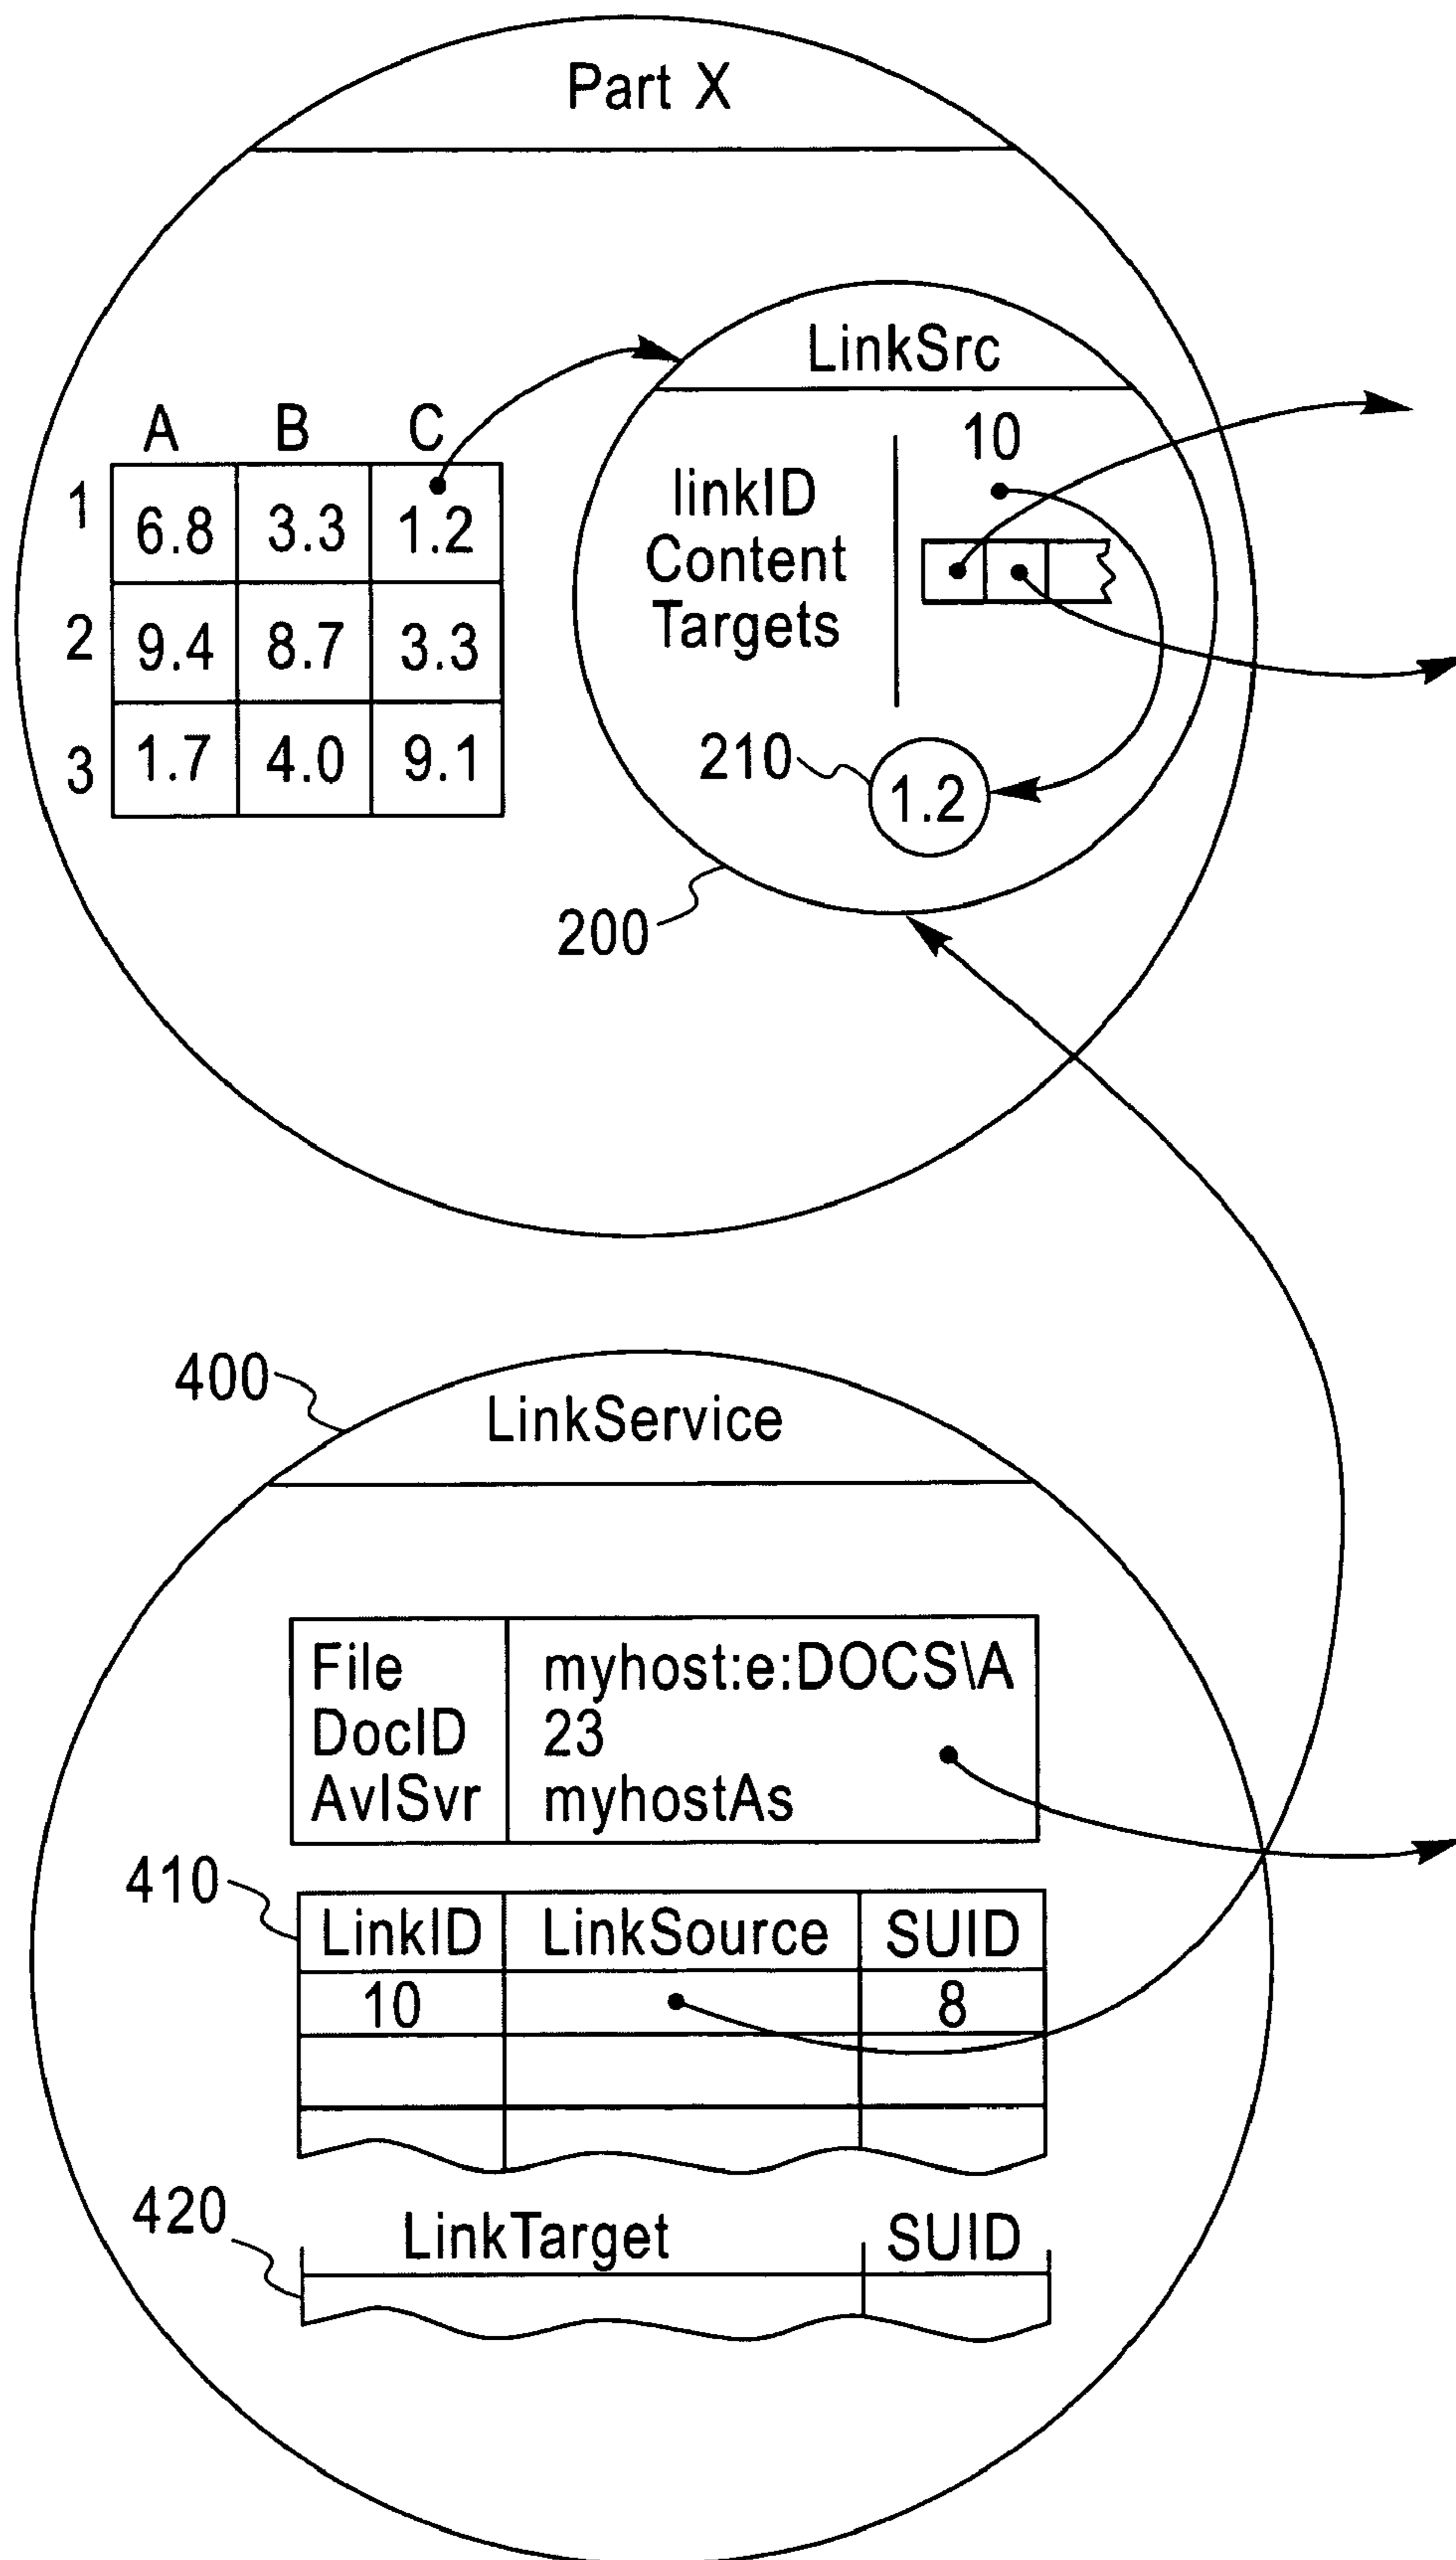 Part X
LinkSrc
A B C
1 6.8 3.3 1.2
2 9.4 8.7 3.3
3 1.7 4.0 9.1
10
linkID
Content
Targets
210
1.2
200
400
LinkService
File myhost:e:DOCS\A
DocID 23
AvlSvr myhostAs
410
LinkID LinkSource SUID
10 8
420
LinkTarget SUID